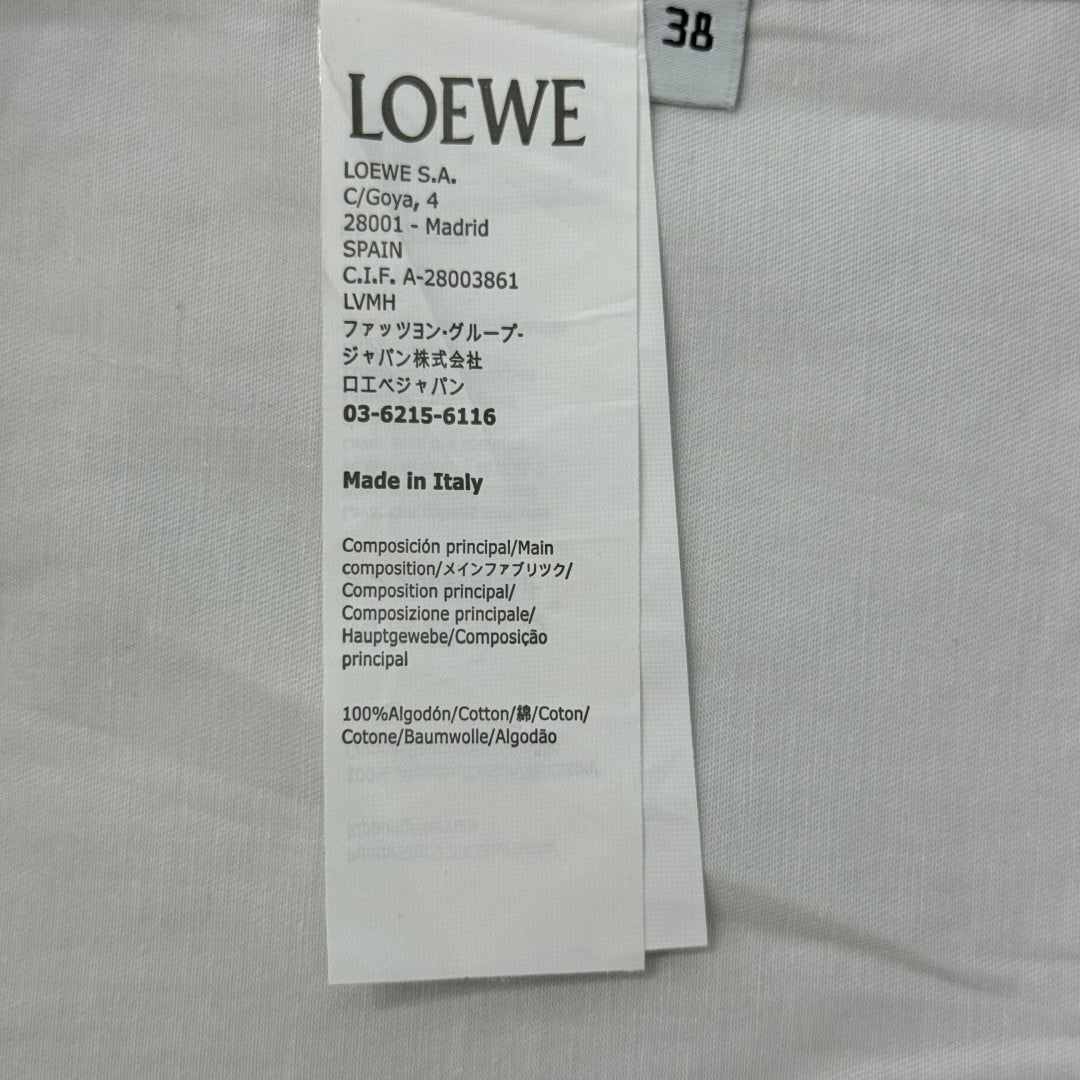 38
LOEWE
LOEWE S.A.
C/Goya, 4
28001 - Madrid
SPAIN
C.I.F. A-28003861
LVMH
ファッツヨン・グループ-
ジャパン株式会社
ロエベジャパン
03-6215-6116
Made in Italy
Composición principal/Main
composition/メインファブリツク/
Composition principal/
Composizione principale/
Hauptgewebe/Composição
principal
100%Algodón/Cotton/綿/Coton/
Cotone/Baumwolle/Algodão